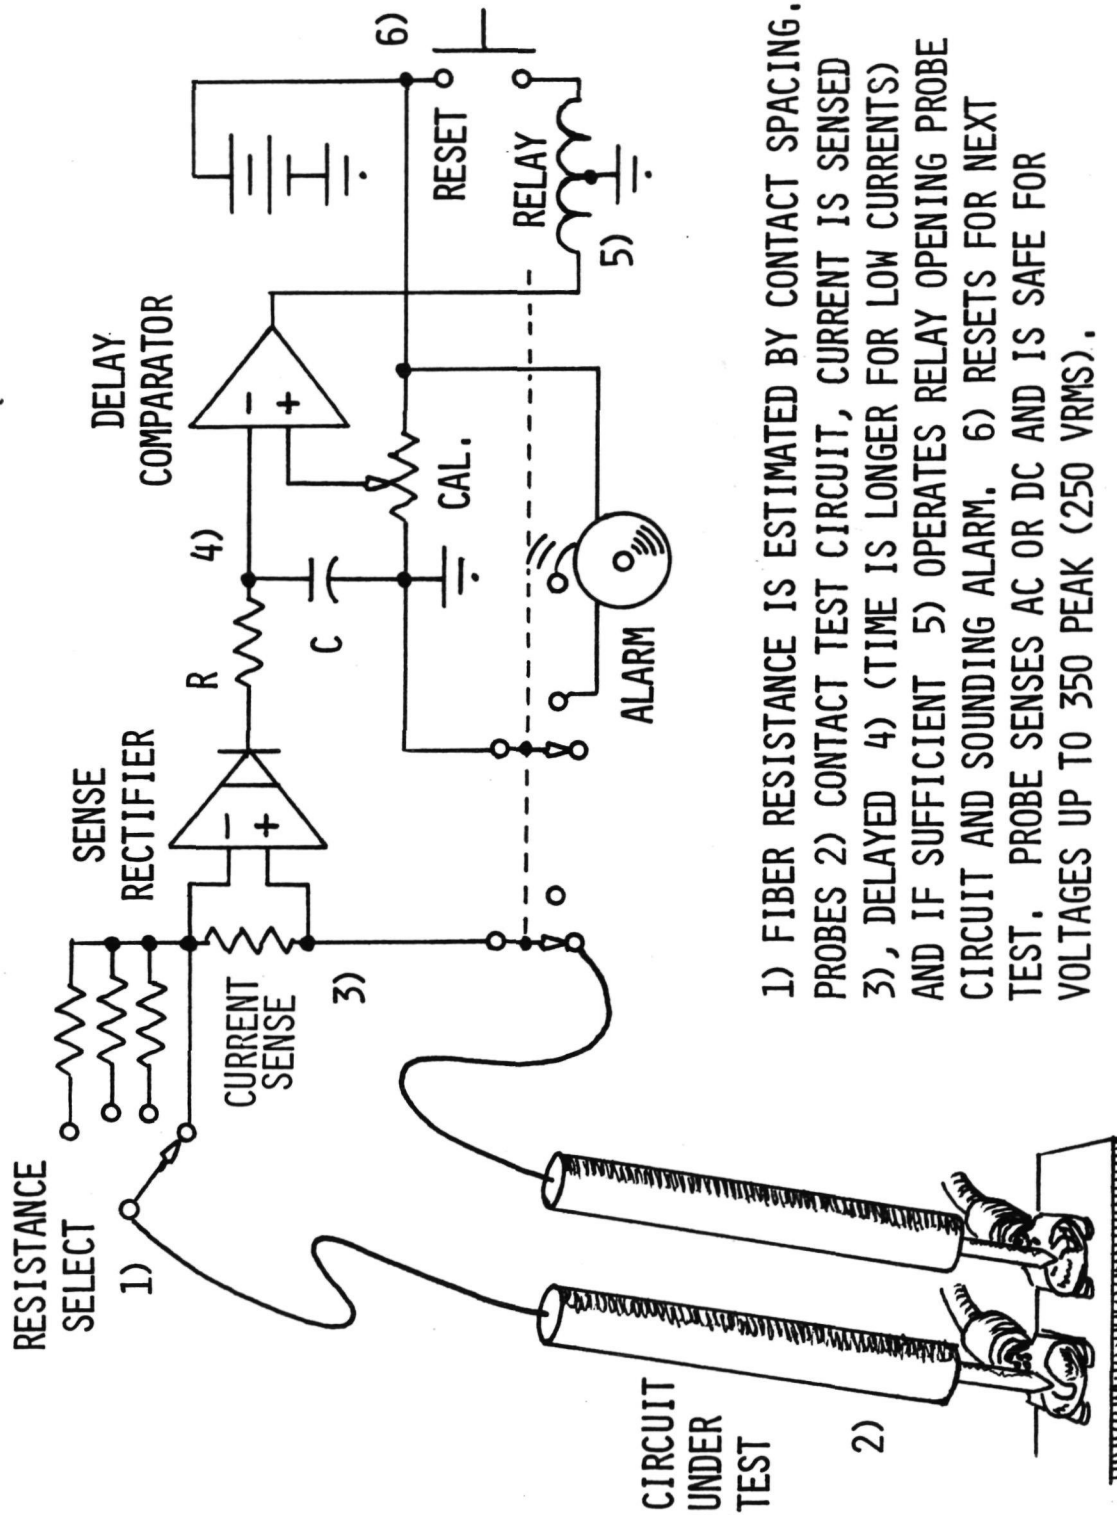 RESISTANCE
SELECT
1)
SENSE
RECTIFIER
DELAY
COMPARATOR
-
+
-
+
R
4)
C
CAL.
CURRENT
SENSE
3)
RESET
6)
RELAY
5)
ALARM
CIRCUIT
UNDER
TEST
2)
1) FIBER RESISTANCE IS ESTIMATED BY CONTACT SPACING.
PROBES 2) CONTACT TEST CIRCUIT, CURRENT IS SENSED
3), DELAYED 4) (TIME IS LONGER FOR LOW CURRENTS)
AND IF SUFFICIENT 5) OPERATES RELAY OPENING PROBE
CIRCUIT AND SOUNDING ALARM. 6) RESETS FOR NEXT
TEST. PROBE SENSES AC OR DC AND IS SAFE FOR
VOLTAGES UP TO 350 PEAK (250 VRMS).